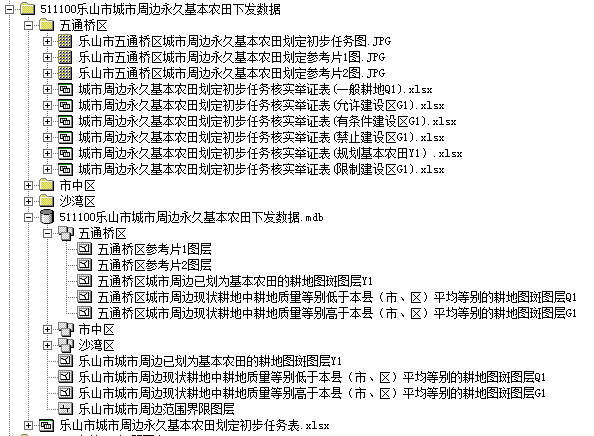 511100乐山市城市周边永久基本农田下发数据
五通桥区
乐山市五通桥区城市周边永久基本农田划定初步任务图.JPG
乐山市五通桥区城市周边永久基本农田划定参考片1图.JPG
乐山市五通桥区城市周边永久基本农田划定参考片2图.JPG
城市周边永久基本农田划定初步任务核实举证表(一般耕地Q1).xlsx
城市周边永久基本农田划定初步任务核实举证表(允许建设区G1).xlsx
城市周边永久基本农田划定初步任务核实举证表(有条件建设区G1).xlsx
城市周边永久基本农田划定初步任务核实举证表(禁止建设区G1).xlsx
城市周边永久基本农田划定初步任务核实举证表(规划基本农田Y1).xlsx
城市周边永久基本农田划定初步任务核实举证表(限制建设区G1).xlsx
市中区
沙湾区
511100乐山市城市周边永久基本农田下发数据.mdb
五通桥区
五通桥区参考片1图层
五通桥区参考片2图层
五通桥区城市周边已划为基本农田的耕地图斑图层Y1
五通桥区城市周边现状耕地中耕地质量等别低于本县（市、区）平均等别的耕地图斑图层Q1
五通桥区城市周边现状耕地中耕地质量等别高于本县（市、区）平均等别的耕地图斑图层G1
市中区
沙湾区
乐山市城市周边已划为基本农田的耕地图斑图层Y1
乐山市城市周边现状耕地中耕地质量等别低于本县（市、区）平均等别的耕地图斑图层Q1
乐山市城市周边现状耕地中耕地质量等别高于本县（市、区）平均等别的耕地图斑图层G1
乐山市城市周边范围界限图层
乐山市城市周边永久基本农田划定初步任务表.xlsx